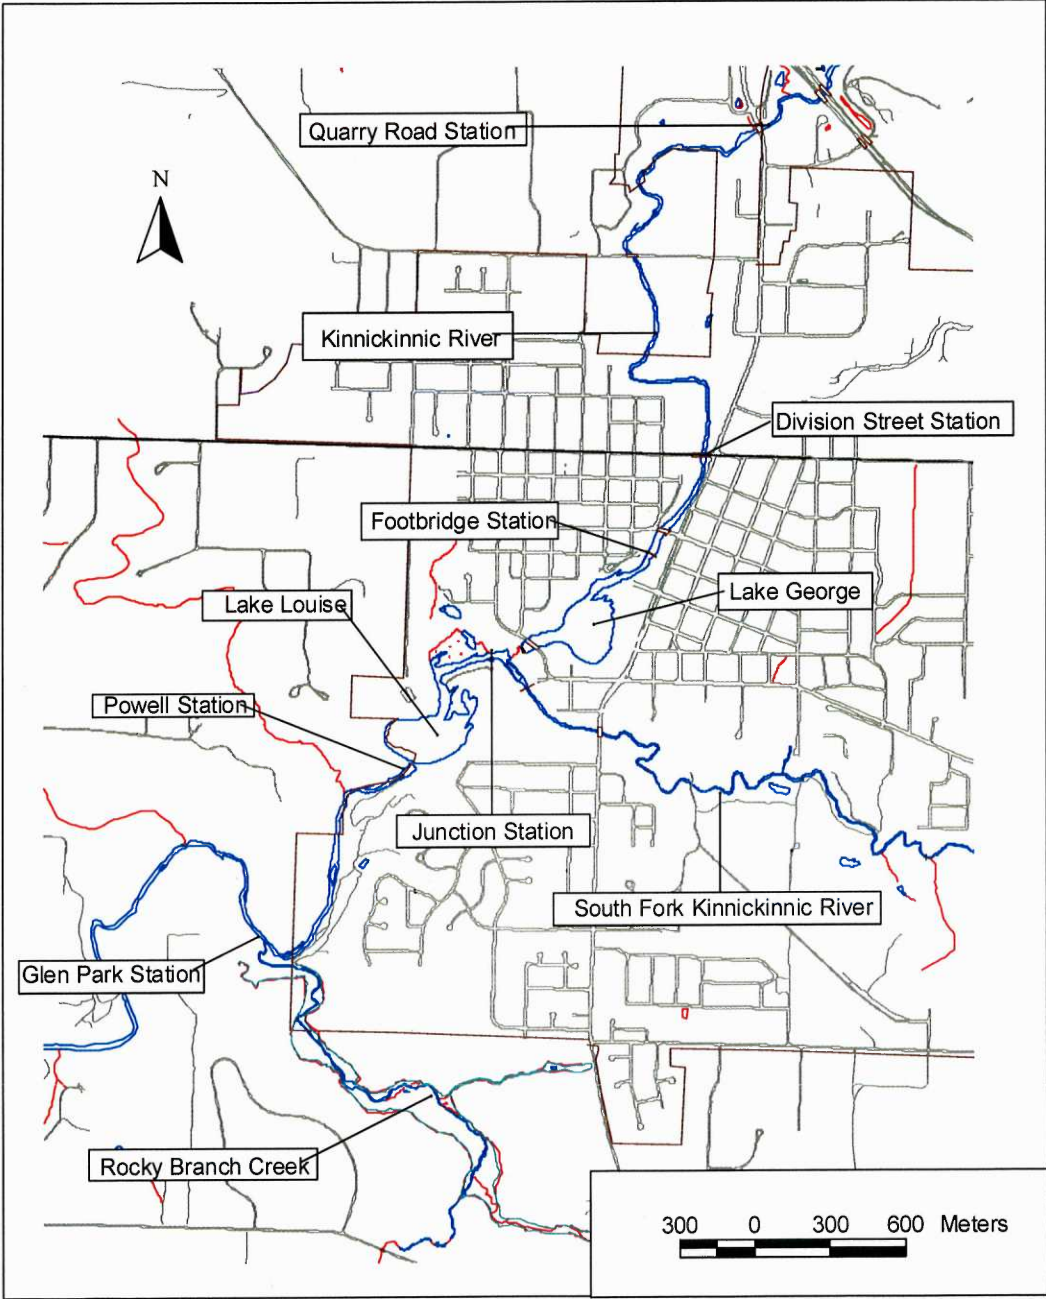 Quarry Road Station
N
Kinnickinnic River
Division Street Station
Footbridge Station
Lake George
Lake Louise
Powell Station
Junction Station
South Fork Kinnickinnic River
Glen Park Station
Rocky Branch Creek
300 0 300 600 Meters